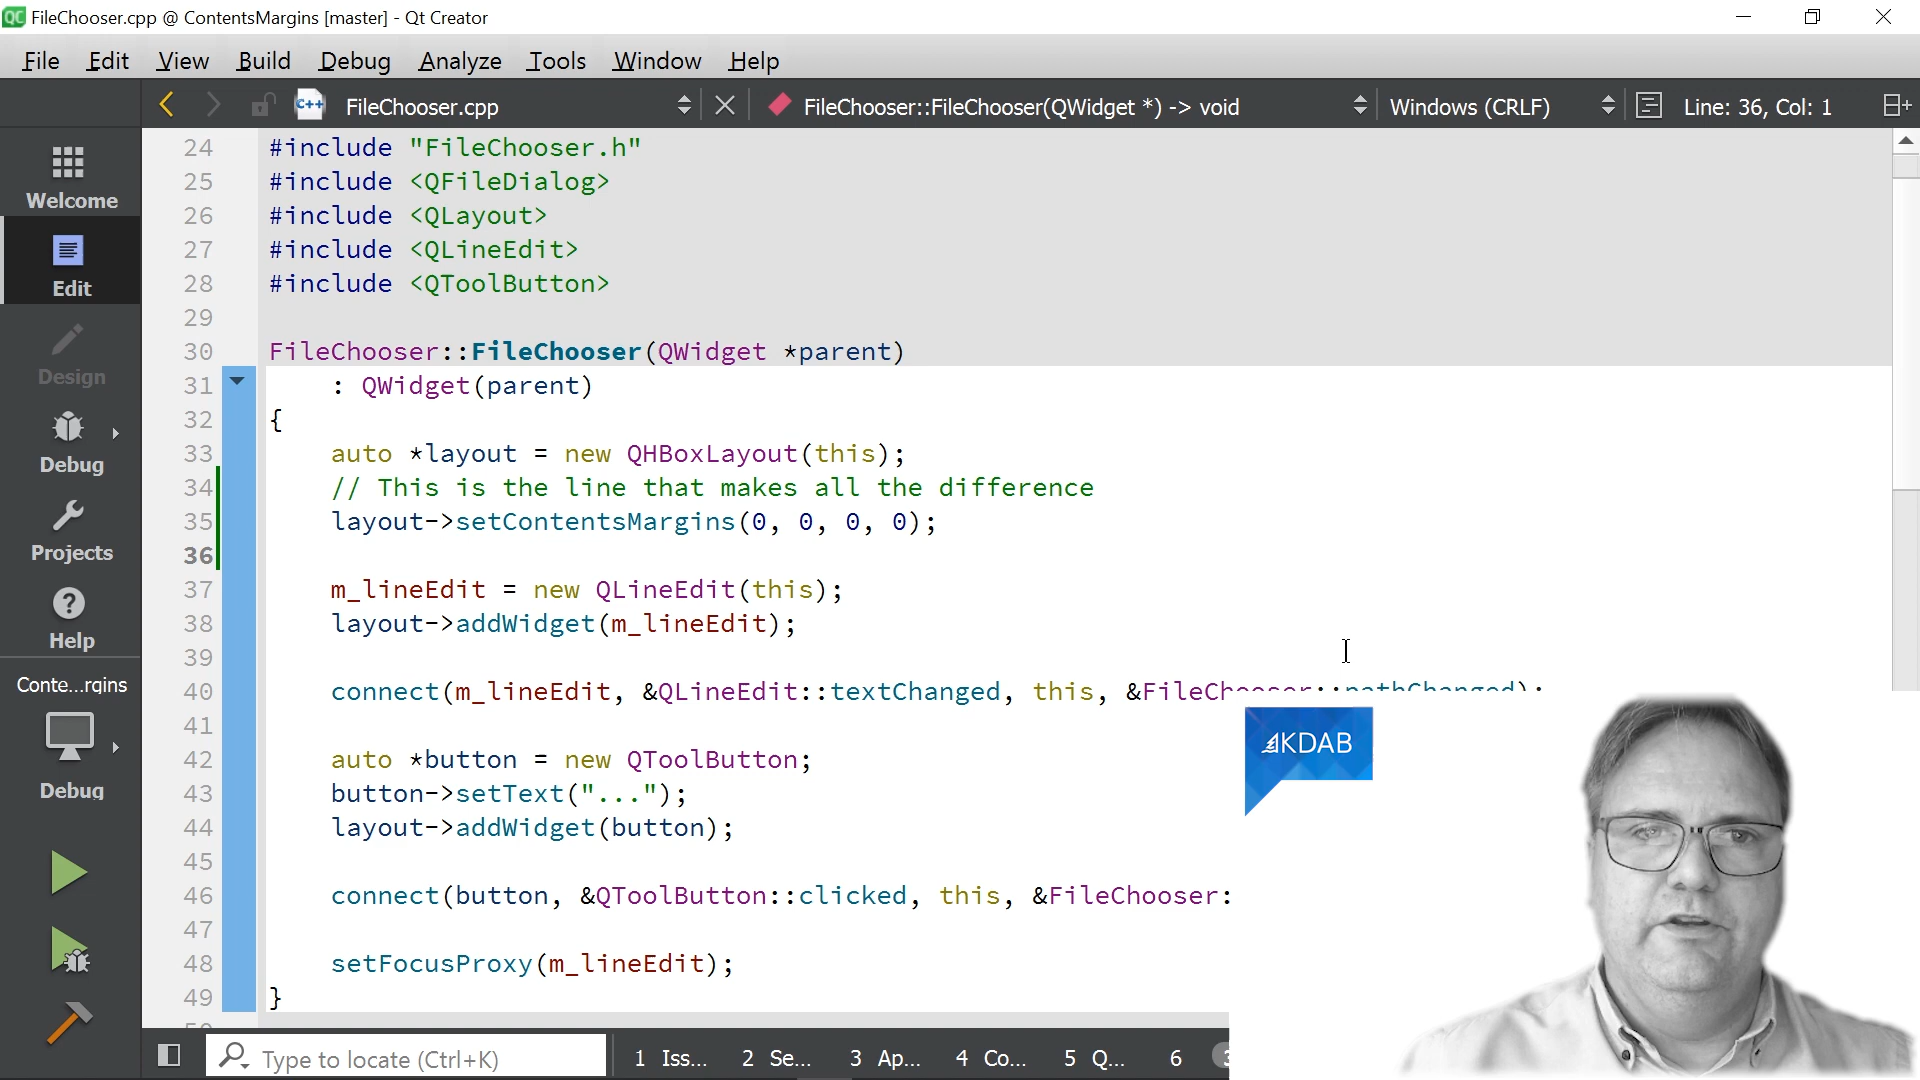 FileChooser.cpp @ ContentsMargins [master] - Qt Creator
File Edit View Build Debug Analyze Tools Window Help
FileChooser.cpp FileChooser::FileChooser(QWidget *) -> void Windows (CRLF) Line: 36, Col: 1
Welcome
Edit
Design
Debug
Projects
Help
Conte...rgins
Debug
24 #include "FileChooser.h"
25 #include <QFileDialog>
26 #include <QLayout>
27 #include <QLineEdit>
28 #include <QToolButton>
29
30 FileChooser::FileChooser(QWidget *parent)
31     : QWidget(parent)
32 {
33     auto *layout = new QHBoxLayout(this);
34     // This is the line that makes all the difference
35     layout->setContentsMargins(0, 0, 0, 0);
36
37     m_lineEdit = new QLineEdit(this);
38     layout->addWidget(m_lineEdit);
39
40     connect(m_lineEdit, &QLineEdit::textChanged, this, &FileChooser::pathChanged);
41
42     auto *button = new QToolButton;
43     button->setText("...");
44     layout->addWidget(button);
45
46     connect(button, &QToolButton::clicked, this, &FileChooser:
47
48     setFocusProxy(m_lineEdit);
49 }
KDAB
Type to locate (Ctrl+K) 1 Iss... 2 Se... 3 Ap... 4 Co... 5 Q... 6